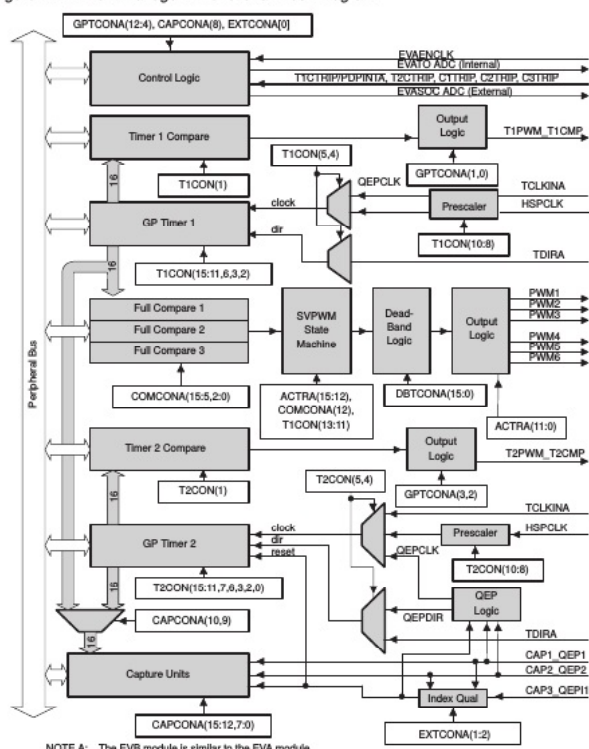 GPTCONA(12:4), CAPCONA(8), EXTCONA[0]
EVAENCLK
EVATO ADC (Internal)
Control Logic
T1CTRIP/PDPINTA, T2CTRIP, C1TRIP, C2TRIP, C3TRIP
EVASOC ADC (External)
Timer 1 Compare
Output
Logic
T1PWM_T1CMP
T1CON(5,4)
GPTCONA(1,0)
16
T1CON(1)
QEPCLK
TCLKINA
clock
Prescaler
HSPCLK
GP Timer 1
dir
T1CON(10:8)
TDIRA
16
T1CON(15:11,6,3,2)
Full Compare 1
Full Compare 2
Full Compare 3
SVPWM
State
Machine
Dead-
Band
Logic
Output
Logic
PWM1
PWM2
PWM3
PWM4
PWM5
PWM6
Peripheral Bus
COMCONA(15:5,2:0)
ACTRA(15:12),
COMCONA(12),
T1CON(13:11)
DBTCONA(15:0)
ACTRA(11:0)
Timer 2 Compare
Output
Logic
T2PWM_T2CMP
T2CON(5,4)
GPTCONA(3,2)
16
T2CON(1)
TCLKINA
clock
Prescaler
HSPCLK
GP Timer 2
dir
reset
QEPCLK
T2CON(10:8)
16
T2CON(15:11,7,6,3,2,0)
QEP
Logic
QEPDIR
CAPCONA(10,9)
TDIRA
16
CAP1_QEP1
CAP2_QEP2
Capture Units
Index Qual
CAP3_QEPI1
CAPCONA(15:12,7:0)
EXTCONA(1:2)
NOTE A: The EVB module is similar to the EVA module